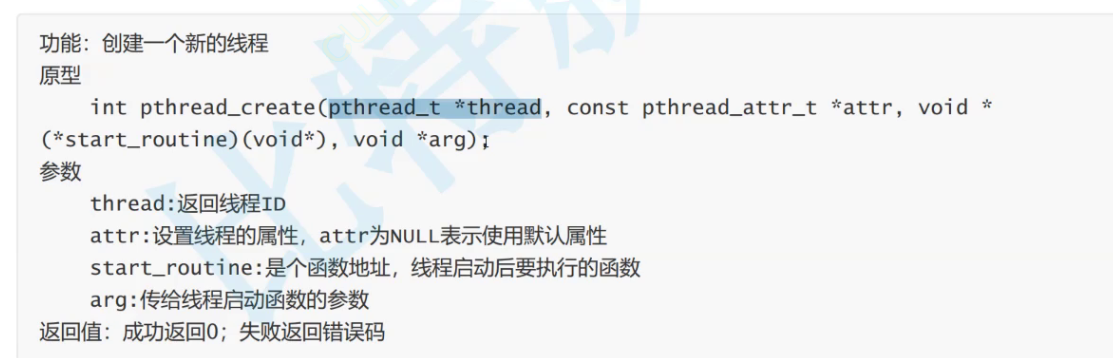 功能：创建一个新的线程
原型
int pthread_create(pthread_t *thread, const pthread_attr_t *attr, void *
(*start_routine)(void*), void *arg);
参数
thread:返回线程ID
attr:设置线程的属性，attr为NULL表示使用默认属性
start_routine:是个函数地址，线程启动后要执行的函数
arg:传给线程启动函数的参数
返回值：成功返回0；失败返回错误码
比特